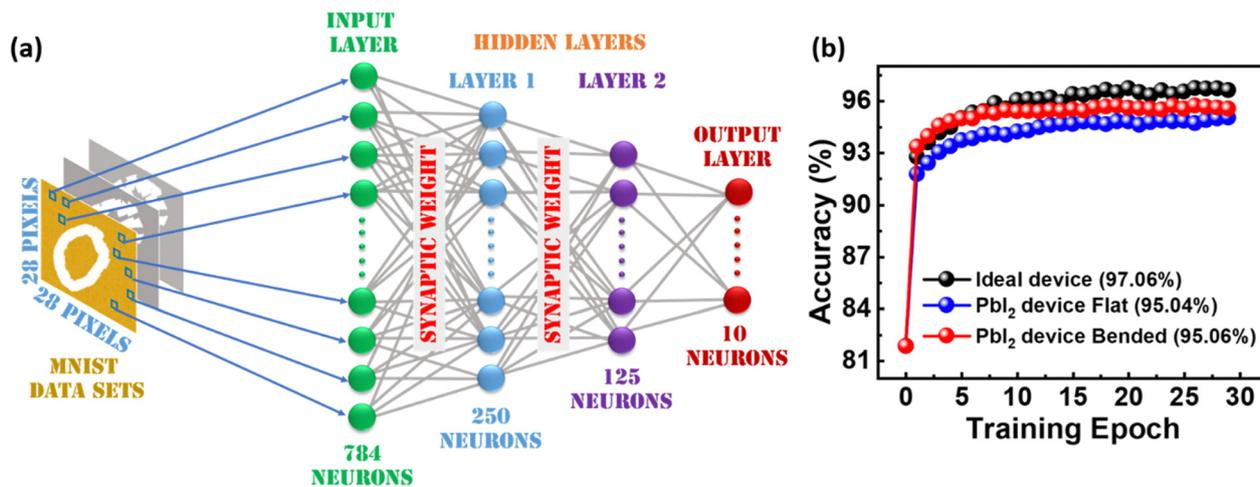 (a)
INPUT
LAYER
HIDDEN LAYERS
LAYER 1
LAYER 2
OUTPUT
LAYER
SYNAPTIC WEIGHT
SYNAPTIC WEIGHT
28 PIXELS
28 PIXELS
MNIST
DATA SETS
784
NEURONS
250
NEURONS
125
NEURONS
10
NEURONS
(b)
Accuracy (%)
96
93
90
87
84
81
Ideal device (97.06%)
PbI₂ device Flat (95.04%)
PbI₂ device Bended (95.06%)
0 5 10 15 20 25 30
Training Epoch